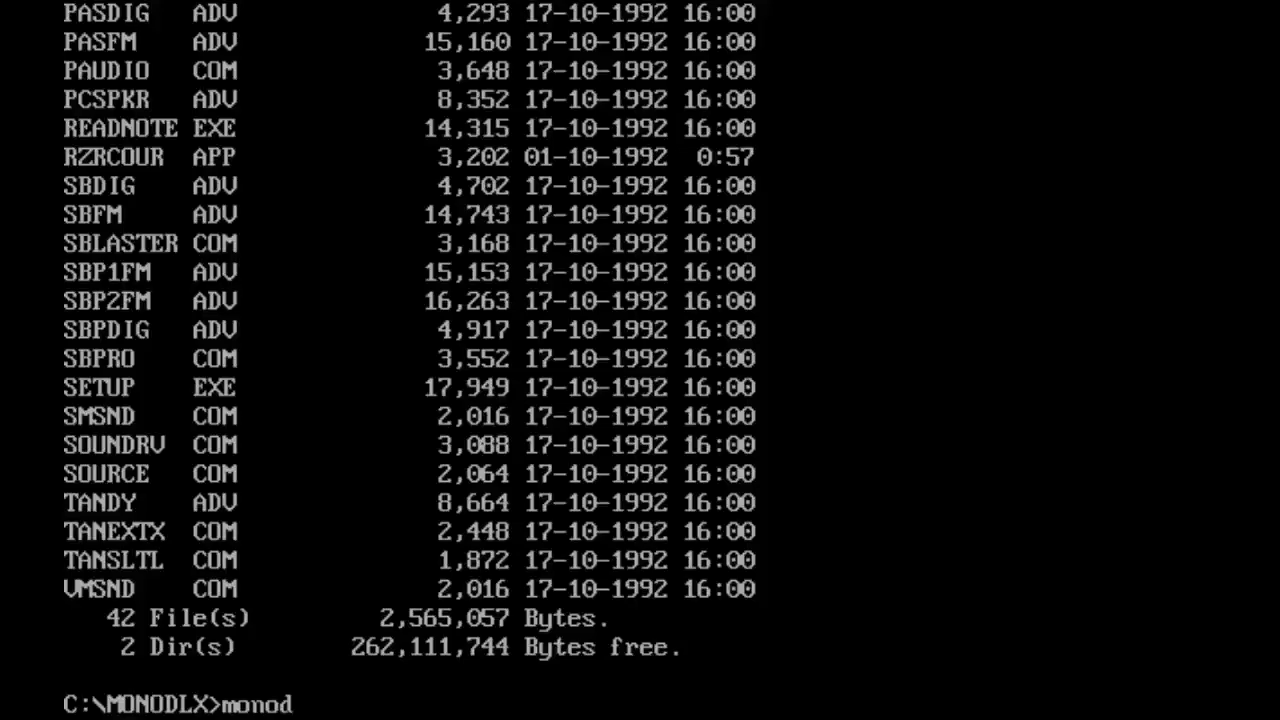 PASDIG ADV 4,293 17-10-1992 16:00
PASFM ADV 15,160 17-10-1992 16:00
PAUDIO COM 3,648 17-10-1992 16:00
PCSPKR ADV 8,352 17-10-1992 16:00
READNOTE EXE 14,315 17-10-1992 16:00
RZRCOUR APP 3,202 01-10-1992 0:57
SBDIG ADV 4,702 17-10-1992 16:00
SBFM ADV 14,743 17-10-1992 16:00
SBLASTER COM 3,168 17-10-1992 16:00
SBP1FM ADV 15,153 17-10-1992 16:00
SBP2FM ADV 16,263 17-10-1992 16:00
SBPDIG ADV 4,917 17-10-1992 16:00
SBPRO COM 3,552 17-10-1992 16:00
SETUP EXE 17,949 17-10-1992 16:00
SMSND COM 2,016 17-10-1992 16:00
SOUNDRV COM 3,088 17-10-1992 16:00
SOURCE COM 2,064 17-10-1992 16:00
TANDY ADV 8,664 17-10-1992 16:00
TANEXTX COM 2,448 17-10-1992 16:00
TANSLTL COM 1,872 17-10-1992 16:00
VMSND COM 2,016 17-10-1992 16:00
42 File(s) 2,565,057 Bytes.
2 Dir(s) 262,111,744 Bytes free.
C:\MONODLX>monod